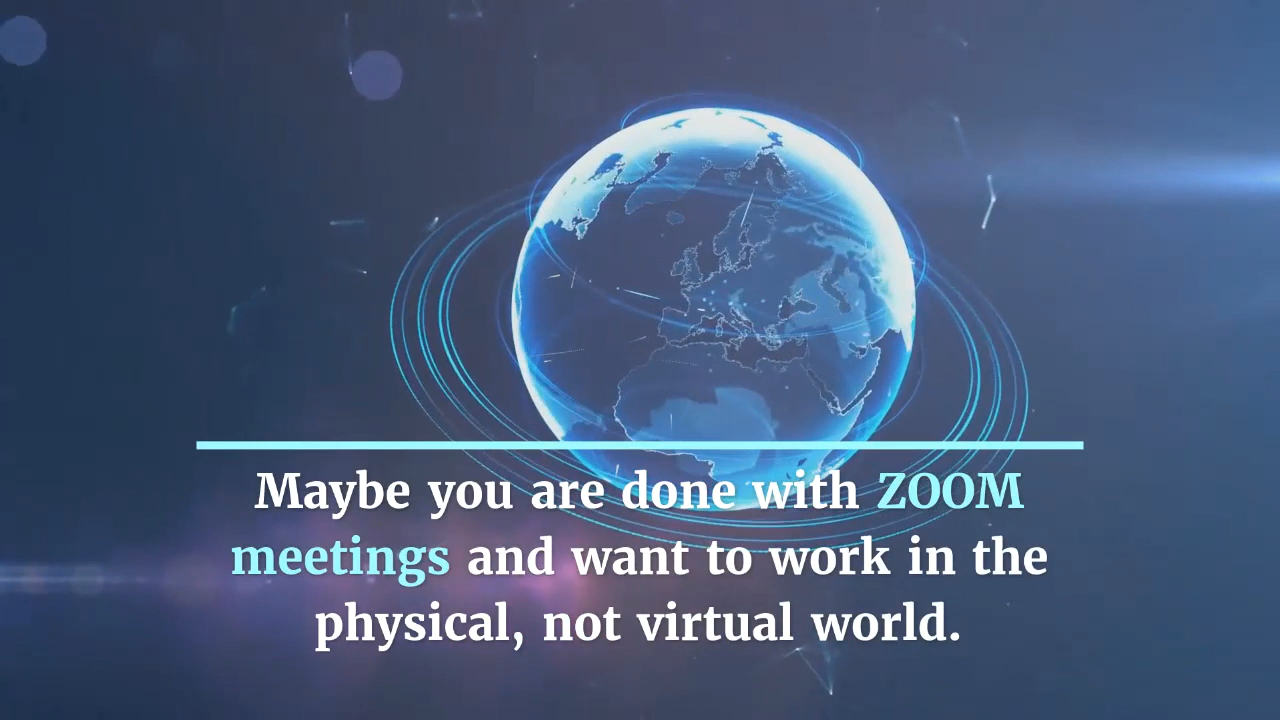 Maybe you are done with ZOOM
meetings and want to work in the
physical, not virtual world.